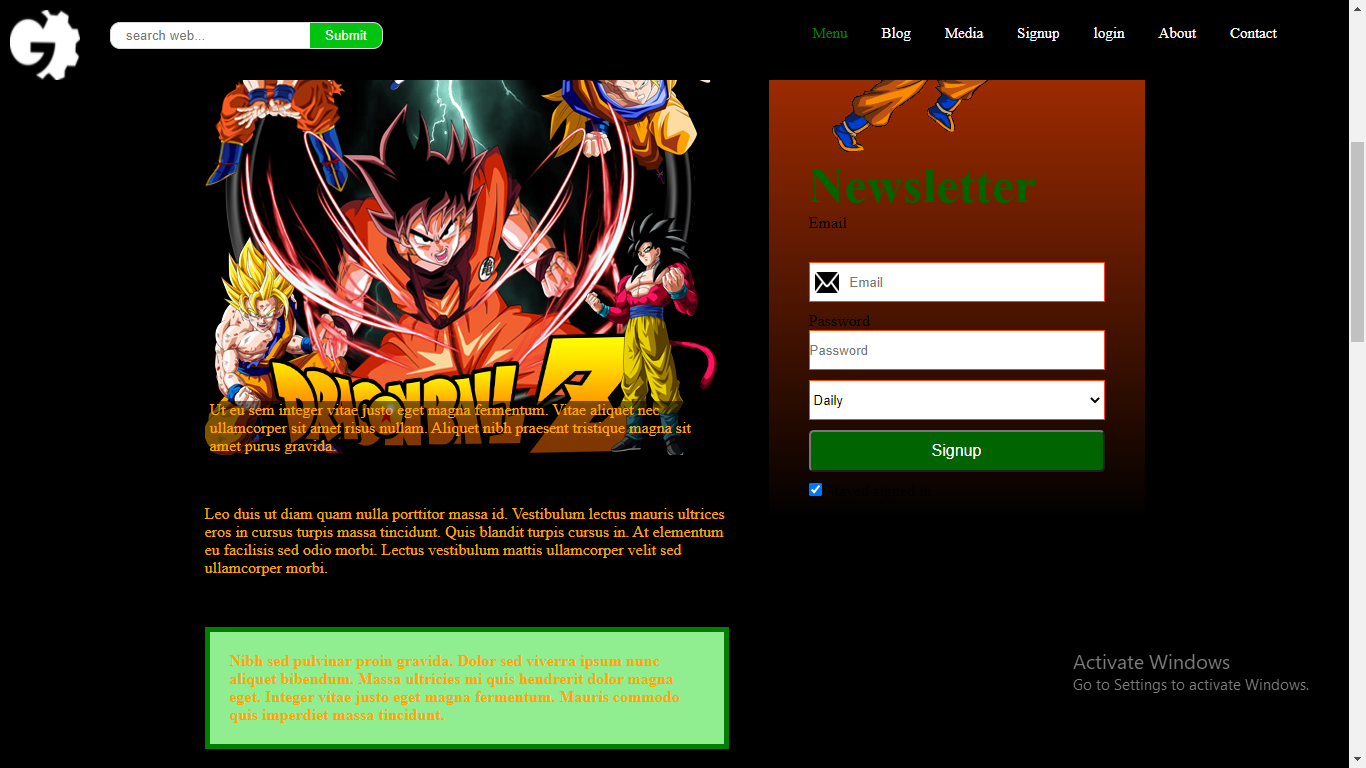 search web...
Submit
Menu
Blog
Media
Signup
login
About
Contact
亀
DRAGONBALL Z
Ut eu sem integer vitae justo eget magna fermentum. Vitae aliquet nec
ullamcorper sit amet risus nullam. Aliquet nibh praesent tristique magna sit
amet purus gravida.
Leo duis ut diam quam nulla porttitor massa id. Vestibulum lectus mauris ultrices
eros in cursus turpis massa tincidunt. Quis blandit turpis cursus in. At elementum
eu facilisis sed odio morbi. Lectus vestibulum mattis ullamcorper velit sed
ullamcorper morbi.
Nibh sed pulvinar proin gravida. Dolor sed viverra ipsum nunc
aliquet bibendum. Massa ultricies mi quis hendrerit dolor magna
eget. Integer vitae justo eget magna fermentum. Mauris commodo
quis imperdiet massa tincidunt.
Newsletter
Email
Email
Password
Password
Daily
Signup
Activate Windows
Go to Settings to activate Windows.